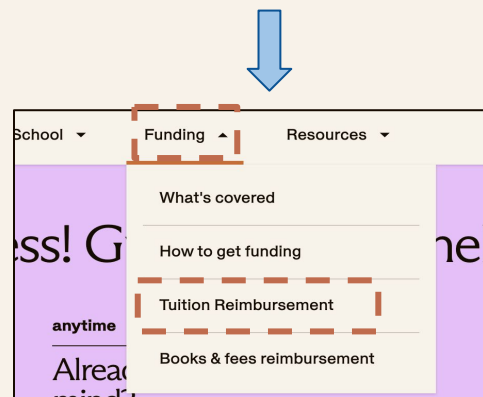 School Funding Resources
What's covered
ess! G ne
How to get funding
Tuition Reimbursement
anytime
Books & fees reimbursement
Alread
mind?